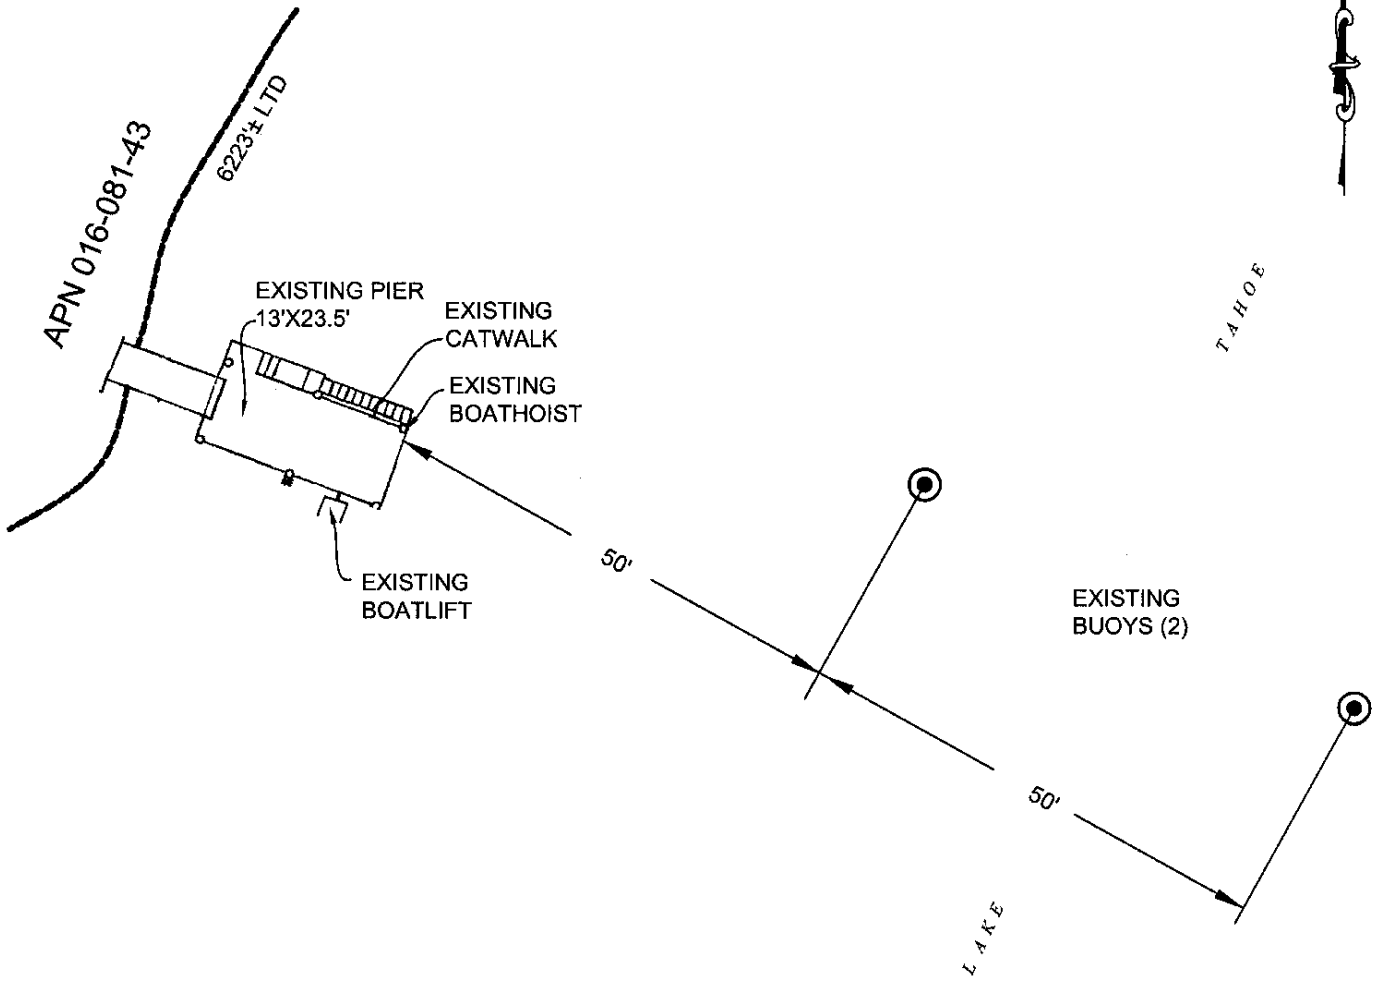 APN 016-081-43
6223'± LTD
EXISTING PIER
13'X23.5'
EXISTING
CATWALK
EXISTING
BOATHOIST
EXISTING
BOATLIFT
50'
EXISTING
BUOYS (2)
50'
LAKE
TAHOE